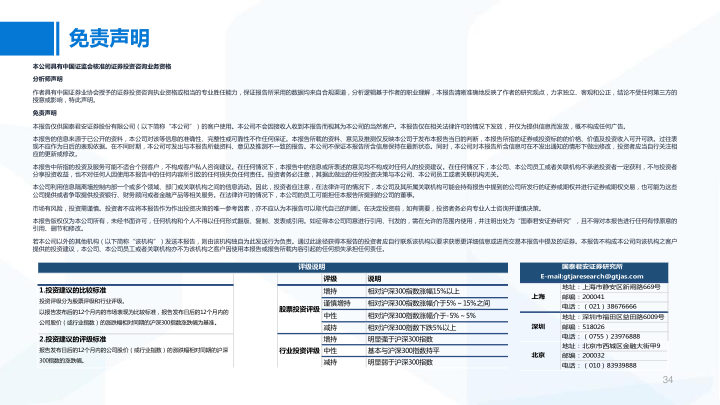 免责声明
本公司具有中国证监会核准的证券投资咨询业务资格
分析师声明
作者具有中国证券业协会授予的证券投资咨询执业资格或相当的专业胜任能力，保证报告所采用的数据均来自合规渠道，分析逻辑基于作者的职业理解，本报告清晰准确地反映了作者的研究观点，力求独立、客观和公正，结论不受任何第三方的
授意或影响，特此声明。
免责声明
本报告仅供国泰君安证券股份有限公司（以下简称“本公司”）的客户使用。本公司不会因接收人收到本报告而视其为本公司的当然客户。本报告仅在相关法律许可的情况下发放，并仅为提供信息而发放，概不构成任何广告。
本报告的信息来源于已公开的资料，本公司对该等信息的准确性、完整性或可靠性不作任何保证。本报告所载的资料、意见及推测仅反映本公司于发布本报告当日的判断，本报告所指的证券或投资标的的价格、价值及投资收入可升可跌。过往表
现不应作为日后的表现依据。在不同时期，本公司可发出与本报告所载资料、意见及推测不一致的报告。本公司不保证本报告所含信息保持在最新状态。同时，本公司对本报告所含信息可在不发出通知的情形下做出修改，投资者应当自行关注相
应的更新或修改。
本报告中所指的投资及服务可能不适合个别客户，不构成客户私人咨询建议。在任何情况下，本报告中的信息或所表述的意见均不构成对任何人的投资建议。在任何情况下，本公司、本公司员工或者关联机构不承诺投资者一定获利，不与投资者
分享投资收益，也不对任何人因使用本报告中的任何内容所引致的任何损失负任何责任。投资者务必注意，其据此做出的任何投资决策与本公司、本公司员工或者关联机构无关。
本公司利用信息隔离墙控制内部一个或多个领域、部门或关联机构之间的信息流动。因此，投资者应注意，在法律许可的情况下，本公司及其所属关联机构可能会持有报告中提到的公司所发行的证券或期权并进行证券或期权交易，也可能为这些
公司提供或者争取提供投资银行、财务顾问或者金融产品等相关服务。在法律许可的情况下，本公司的员工可能担任本报告所提到的公司的董事。
市场有风险，投资需谨慎。投资者不应将本报告作为作出投资决策的唯一参考因素，亦不应认为本报告可以取代自己的判断。在决定投资前，如有需要，投资者务必向专业人士咨询并谨慎决策。
本报告版权仅为本公司所有，未经书面许可，任何机构和个人不得以任何形式翻版、复制、发表或引用。如征得本公司同意进行引用、刊发的，需在允许的范围内使用，并注明出处为“国泰君安证券研究”，且不得对本报告进行任何有悖原意的
引用、删节和修改。
若本公司以外的其他机构（以下简称“该机构”）发送本报告，则由该机构独自为此发送行为负责。通过此途径获得本报告的投资者应自行联系该机构以要求获悉更详细信息或进而交易本报告中提及的证券。本报告不构成本公司向该机构之客户
提供的投资建议，本公司、本公司员工或者关联机构亦不为该机构之客户因使用本报告或报告所载内容引起的任何损失承担任何责任。
评级说明
评级 说明
1.投资建议的比较标准
投资评级分为股票评级和行业评级。
以报告发布后的12个月内的市场表现为比较标准，报告发布日后的12个月内的
公司股价（或行业指数）的涨跌幅相对同期的沪深300指数涨跌幅为基准。
股票投资评级
增持 相对沪深300指数涨幅15%以上
谨慎增持 相对沪深300指数涨幅介于5%～15%之间
中性 相对沪深300指数涨幅介于-5%～5%
减持 相对沪深300指数下跌5%以上
2.投资建议的评级标准
报告发布日后的12个月内的公司股价（或行业指数）的涨跌幅相对同期的沪深
300指数的涨跌幅。
行业投资评级
增持 明显强于沪深300指数
中性 基本与沪深300指数持平
减持 明显弱于沪深300指数
国泰君安证券研究所
E-mail:gtjaresearch@gtjas.com
上海
地址：上海市静安区新闸路669号
邮编：200041
电话：（021）38676666
深圳
地址：深圳市福田区益田路6009号
邮编：518026
电话：（0755）23976888
北京
地址：北京市西城区金融大街甲9
邮编：200032
电话：（010）83939888
34